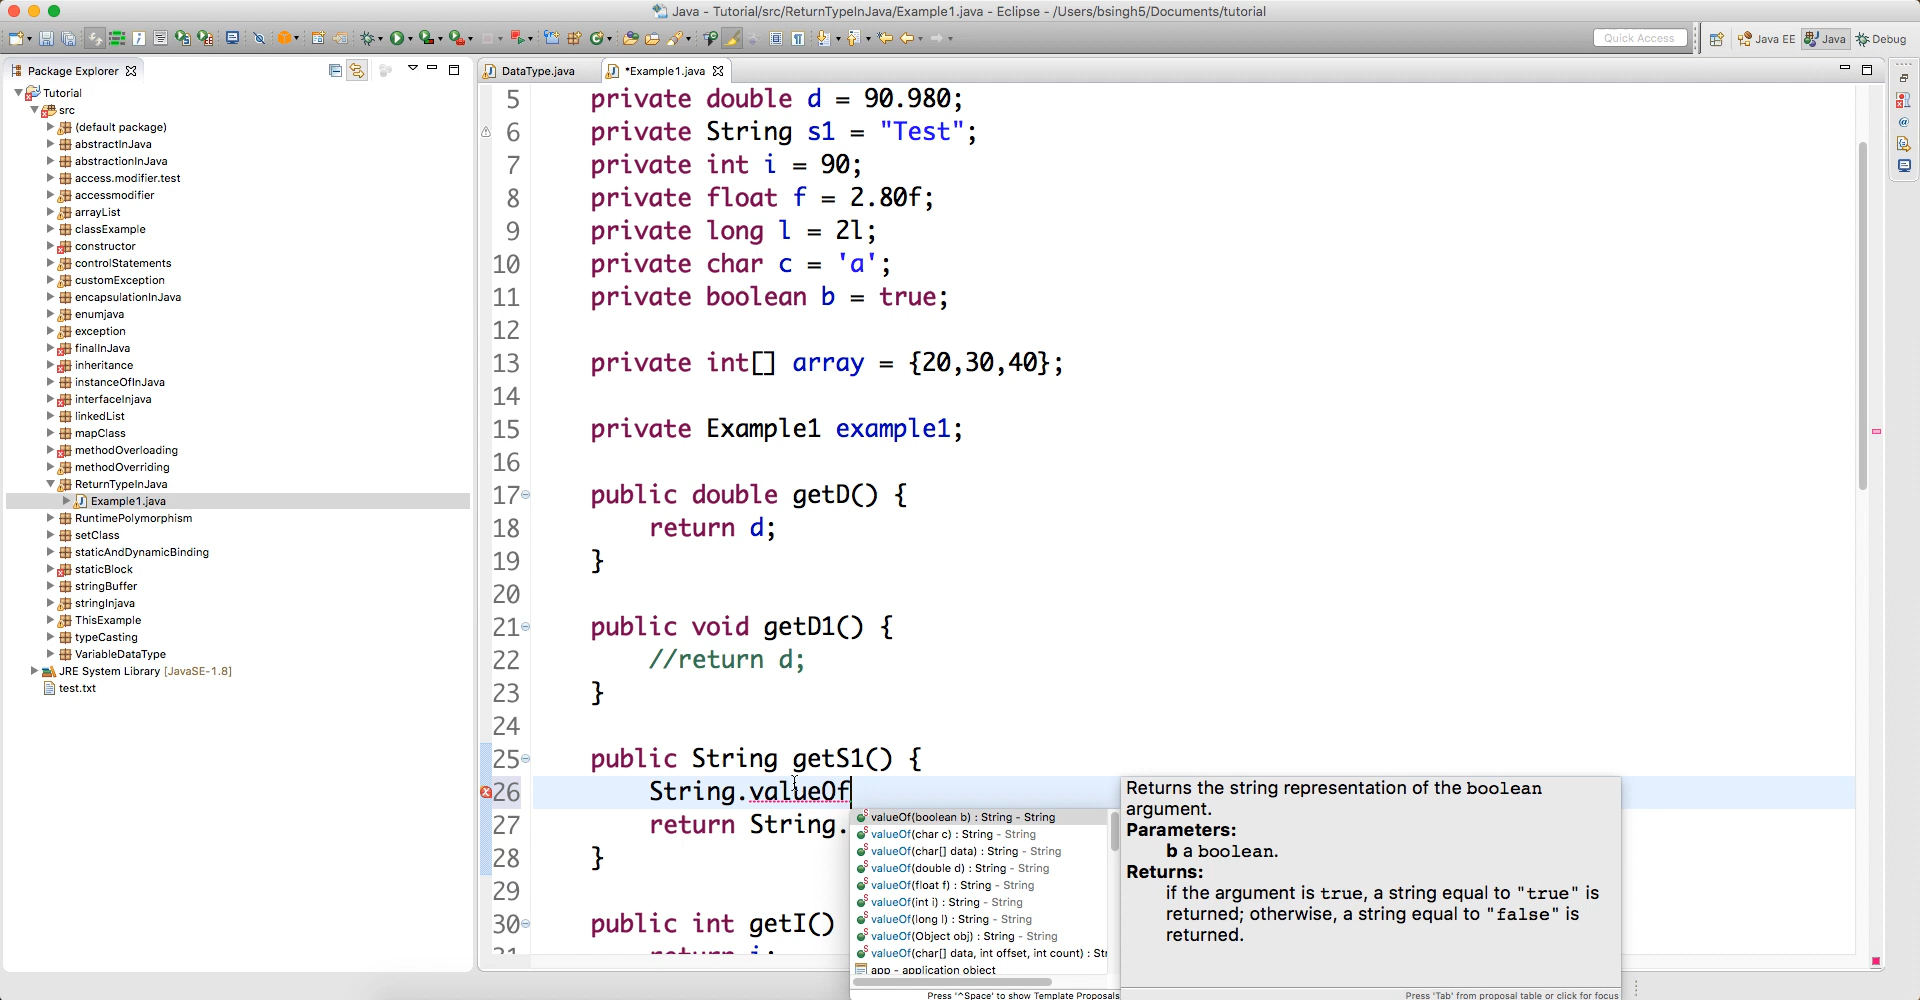 Java - Tutorial/src/ReturnTypeInJava/Example1.java - Eclipse - /Users/bsingh5/Documents/tutorial
Quick Access
Java EE
Java
Debug
Package Explorer
DataType.java
*Example1.java
Tutorial
src
(default package)
abstractInJava
abstractionInJava
access.modifier.test
accessmodifier
arrayList
classExample
constructor
controlStatements
customException
encapsulationInJava
enumjava
exception
finalInJava
inheritance
instanceOfInJava
interfaceInjava
linkedList
mapClass
methodOverloading
methodOverriding
ReturnTypeInJava
Example1.java
RuntimePolymorphism
setClass
staticAndDynamicBinding
staticBlock
stringBuffer
stringInjava
ThisExample
typeCasting
VariableDataType
JRE System Library [JavaSE-1.8]
test.txt
5 private double d = 90.980;
6 private String s1 = "Test";
7 private int i = 90;
8 private float f = 2.80f;
9 private long l = 2l;
10 private char c = 'a';
11 private boolean b = true;
12
13 private int[] array = {20,30,40};
14
15 private Example1 example1;
16
17 public double getD() {
18 return d;
19 }
20
21 public void getD1() {
22 //return d;
23 }
24
25 public String getS1() {
26 String.valueOf
27 return String.
28 }
29
30 public int getI()
31 return i;
valueOf(boolean b) : String - String
valueOf(char c) : String - String
valueOf(char[] data) : String - String
valueOf(double d) : String - String
valueOf(float f) : String - String
valueOf(int i) : String - String
valueOf(long l) : String - String
valueOf(Object obj) : String - String
valueOf(char[] data, int offset, int count) : Str
app - application object
Press '^Space' to show Template Proposals
Returns the string representation of the boolean
argument.
Parameters:
b a boolean.
Returns:
if the argument is true, a string equal to "true" is
returned; otherwise, a string equal to "false" is
returned.
Press 'Tab' from proposal table or click for focus